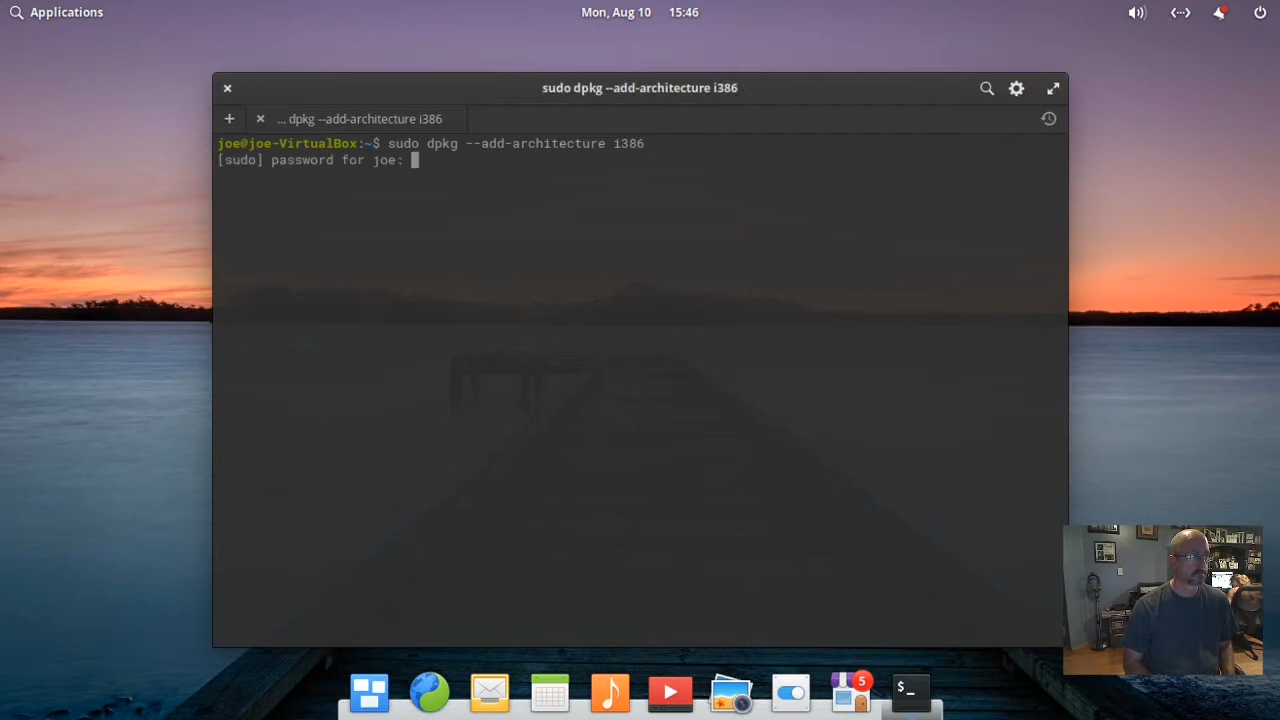 Applications
Mon, Aug 10 15:46
sudo dpkg --add-architecture i386
... dpkg --add-architecture i386
joe@joe-VirtualBox:~$ sudo dpkg --add-architecture i386
[sudo] password for joe:
5
$_